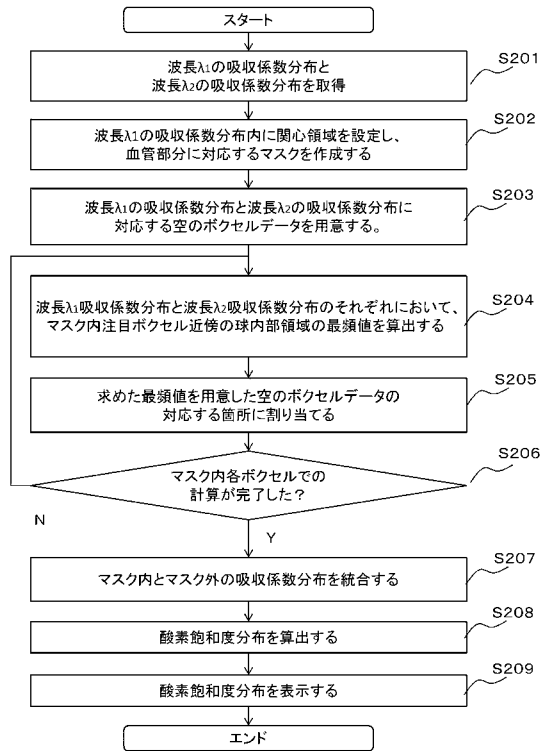 スタート
S201
波長λ1の吸収係数分布と
波長λ2の吸収係数分布を取得
S202
波長λ1の吸収係数分布内に関心領域を設定し、
血管部分に対応するマスクを作成する
S203
波長λ1の吸収係数分布と波長λ2の吸収係数分布に
対応する空のボクセルデータを用意する。
S204
波長λ1吸収係数分布と波長λ2吸収係数分布のそれぞれにおいて、
マスク内注目ボクセル近傍の球内部領域の最頻値を算出する
S205
求めた最頻値を用意した空のボクセルデータの
対応する箇所に割り当てる
S206
マスク内各ボクセルでの
計算が完了した?
N
Y
S207
マスク内とマスク外の吸収係数分布を統合する
S208
酸素飽和度分布を算出する
S209
酸素飽和度分布を表示する
エンド